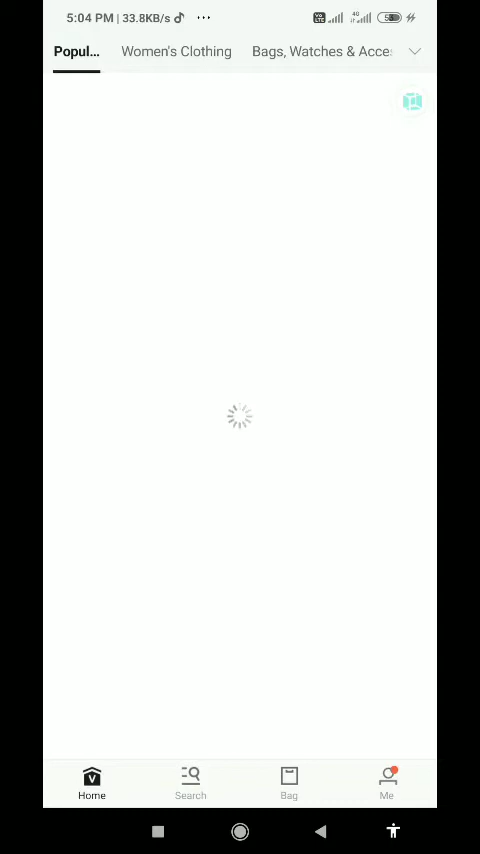 5:04 PM | 33.8KB/s ...
Popul... Women's Clothing Bags, Watches & Acce
Home Search Bag Me